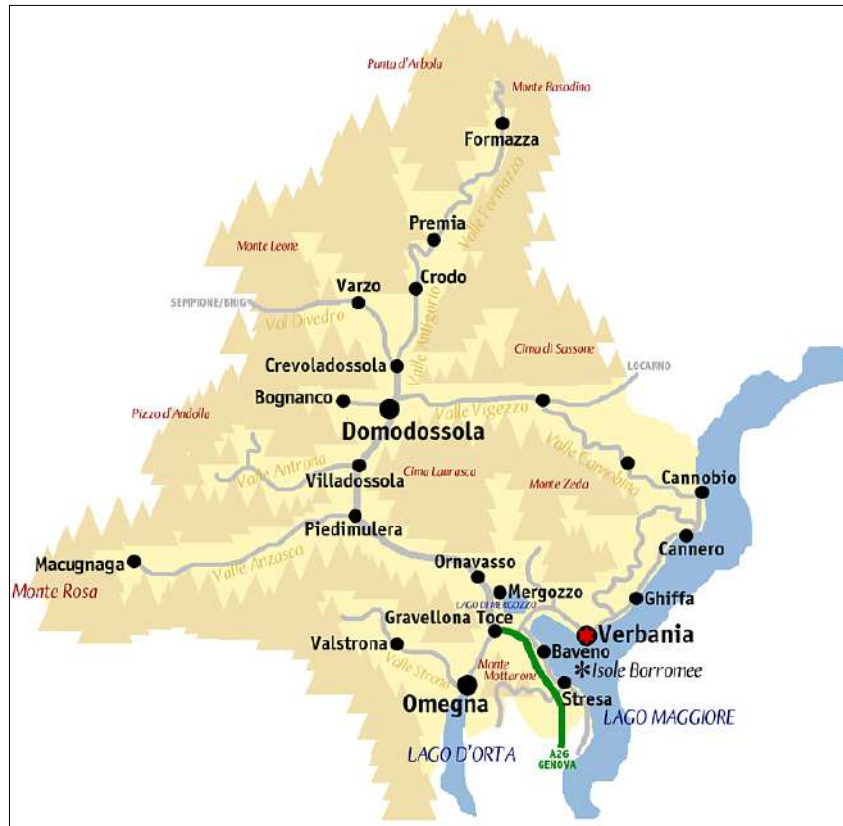 Punta d'Arbola
Monte Basodino
Formazza
Valle Formazza
Premia
Monte Leone
Crodo
Varzo
SEMPIONE/BRIG
Val Divedro
Valle Antigorio
Cima di Sassone
Crevoladossola
LOCARNO
Bognanco
Valle Vigezzo
Pizzo d'Andolla
Domodossola
Valle Antrona
Cima Laurasca
Valle Cannobina
Villadossola
Monte Zeda
Cannobio
Piedimulera
Cannero
Macugnaga
Valle Anzasca
Ornavasso
Monte Rosa
Mergozzo
Ghiffa
LAGO DI MERGOZZO
Gravellona Toce
Verbania
Valstrona
Baveno
Valle Strona
Monte
Mottarone
*Isole Borromee
Omegna
Stresa
LAGO MAGGIORE
LAGO D'ORTA
A26
GENOVA